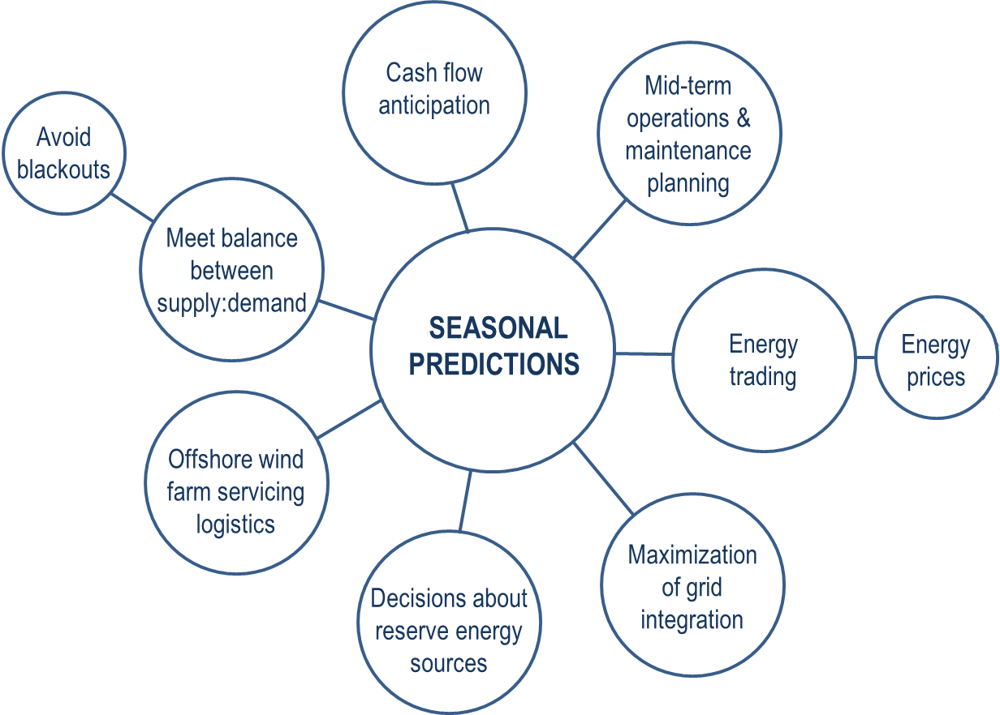 Cash flow
anticipation
Mid-term
operations &
maintenance
planning
Avoid
blackouts
Meet balance
between
supply:demand
SEASONAL
PREDICTIONS
Energy
trading
Energy
prices
Offshore wind
farm servicing
logistics
Decisions about
reserve energy
sources
Maximization
of grid
integration